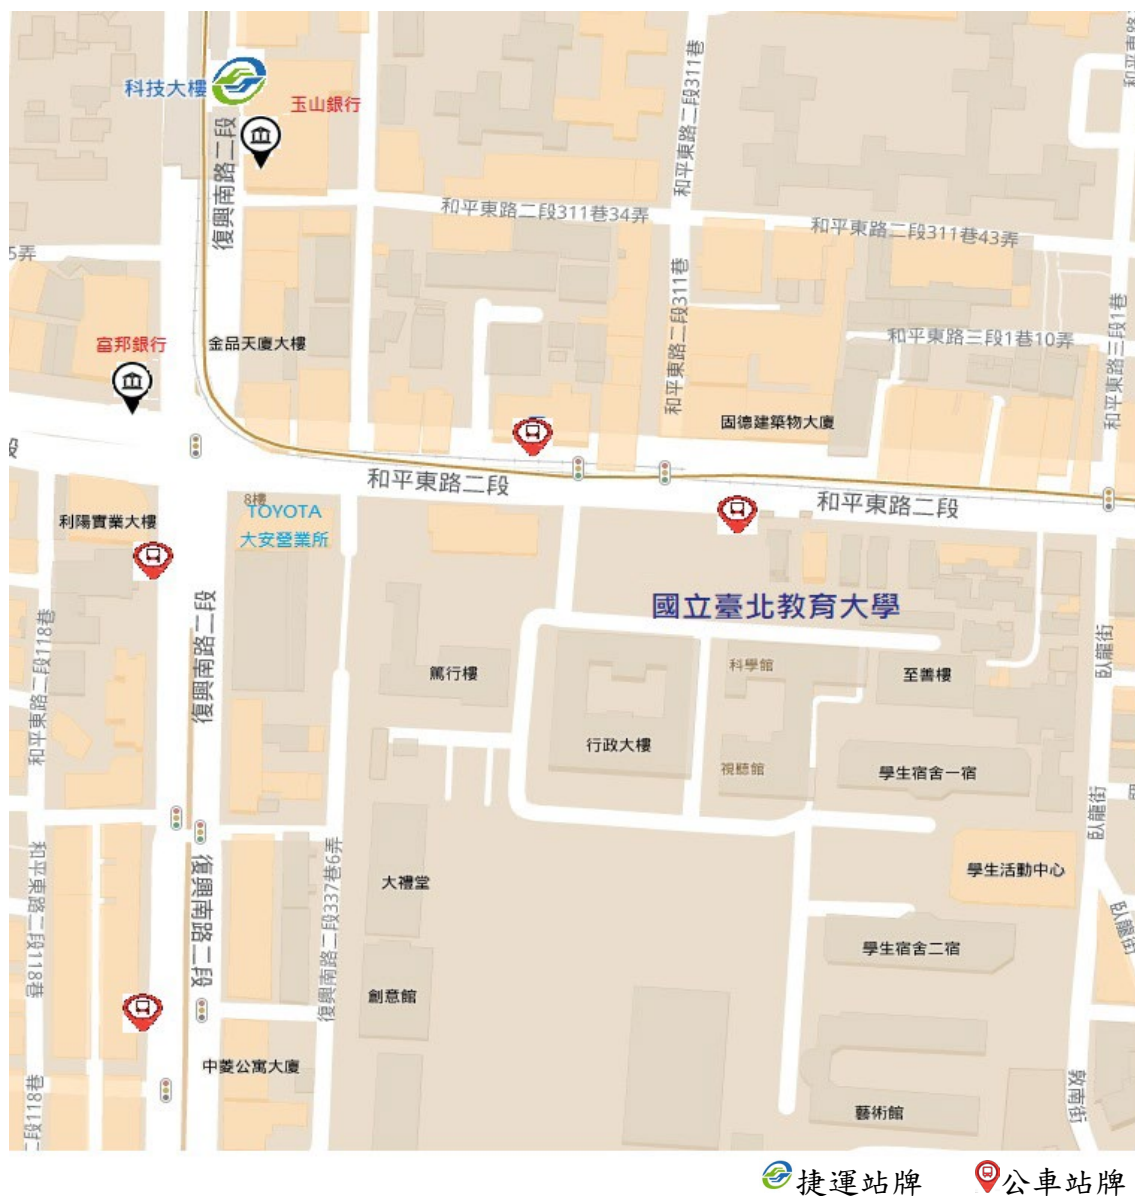 科技大樓
玉山銀行
復興南路二段
和平東路二段311巷
和平東路二段311巷34弄
和平東路二段311巷43弄
5弄
和平東路二段311巷
和平東路三段1巷10弄
和平東路三段1巷
富邦銀行
金品天廈大樓
固德建築物大廈
段
和平東路二段
和平東路二段
8樓
TOYOTA
大安營業所
利陽實業大樓
國立臺北教育大學
和平東路二段118巷
復興南路二段
臥龍街
篤行樓
科學館
至善樓
行政大樓
視聽館
學生宿舍一宿
臥龍街
和平東路二段118巷
復興南路二段
復興南路二段337巷6弄
大禮堂
學生活動中心
臥龍街
學生宿舍二宿
創意館
中菱公寓大廈
二段118巷
敦南街
藝術館
捷運站牌
公車站牌